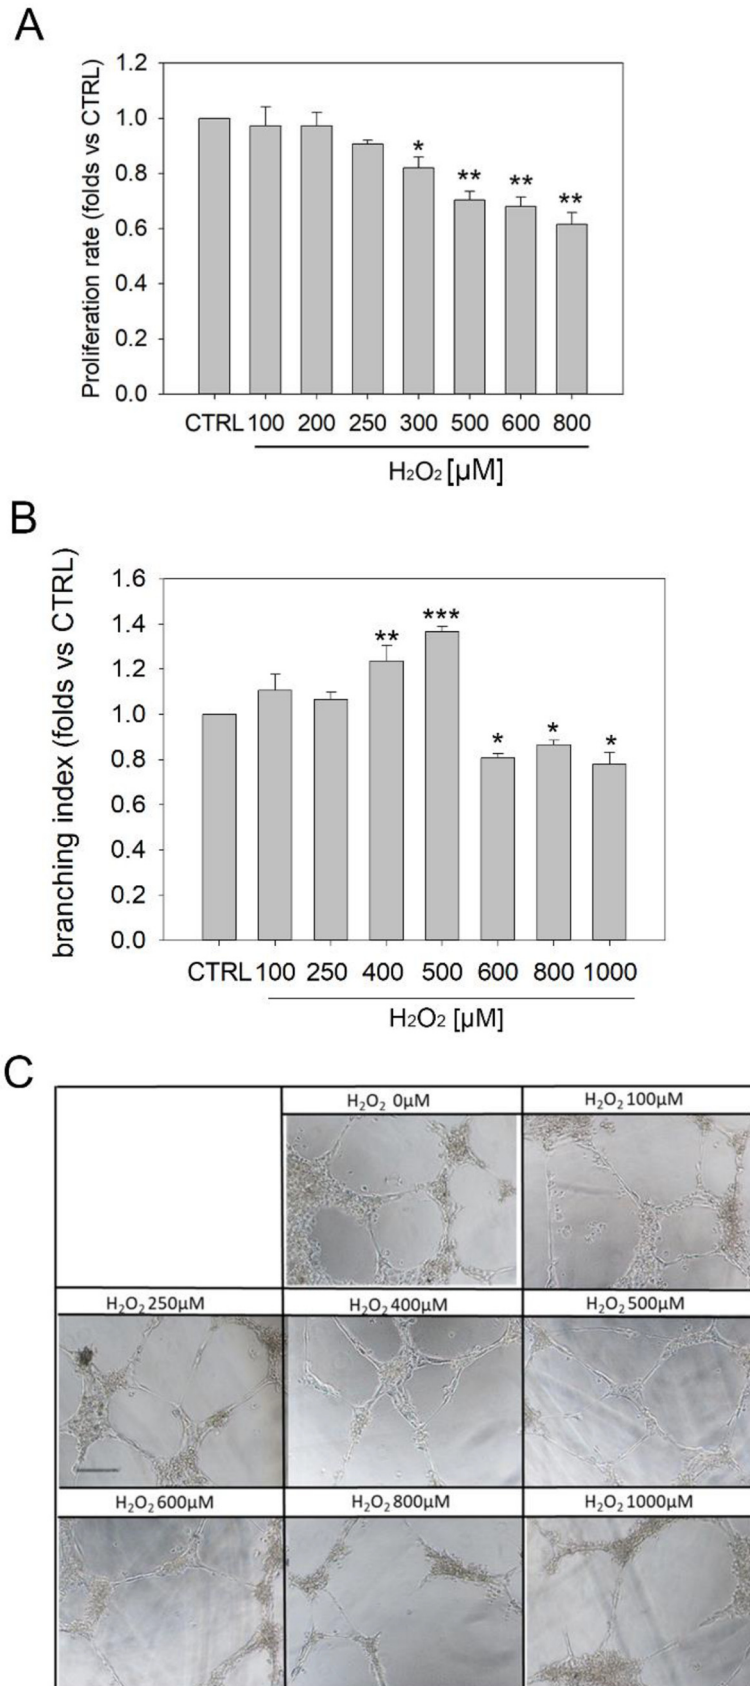 A
Proliferation rate (folds vs CTRL)
1.2
1.0
0.8
0.6
0.4
0.2
0.0
*
**
**
**
CTRL 100 200 250 300 500 600 800
H₂O₂ [µM]
B
branching index (folds vs CTRL)
1.6
1.4
1.2
1.0
0.8
0.6
0.4
0.2
0.0
**
***
*
*
*
CTRL 100 250 400 500 600 800 1000
H₂O₂ [µM]
C
H₂O₂ 0µM
H₂O₂ 100µM
H₂O₂ 250µM
H₂O₂ 400µM
H₂O₂ 500µM
H₂O₂ 600µM
H₂O₂ 800µM
H₂O₂ 1000µM